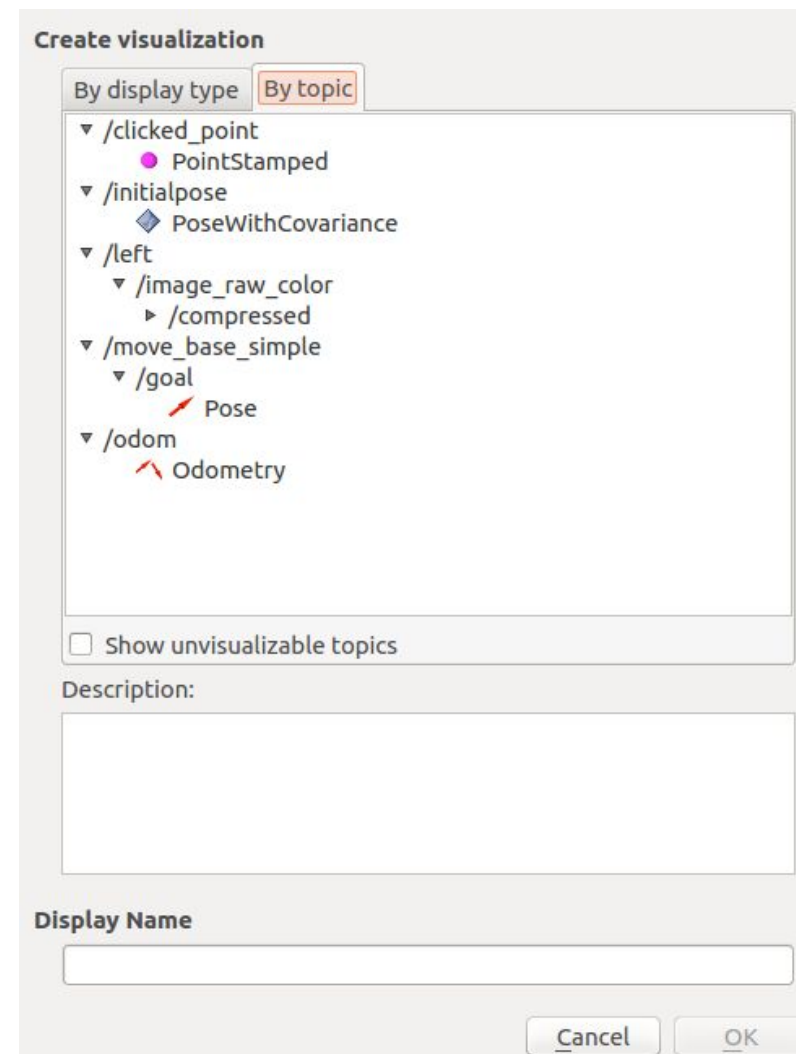 Create visualization
By display type By topic
/clicked_point
PointStamped
/initialpose
PoseWithCovariance
/left
/image_raw_color
/compressed
/move_base_simple
/goal
Pose
/odom
Odometry
Show unvisualizable topics
Description:
Display Name
Cancel OK